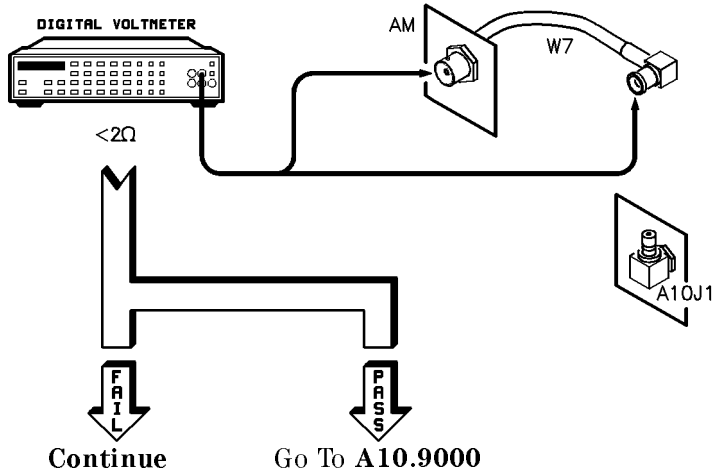 DIGITAL VOLTMETER
AM
W7
<2Ω
A10J1
FAIL
PASS
Continue
Go To A10.9000